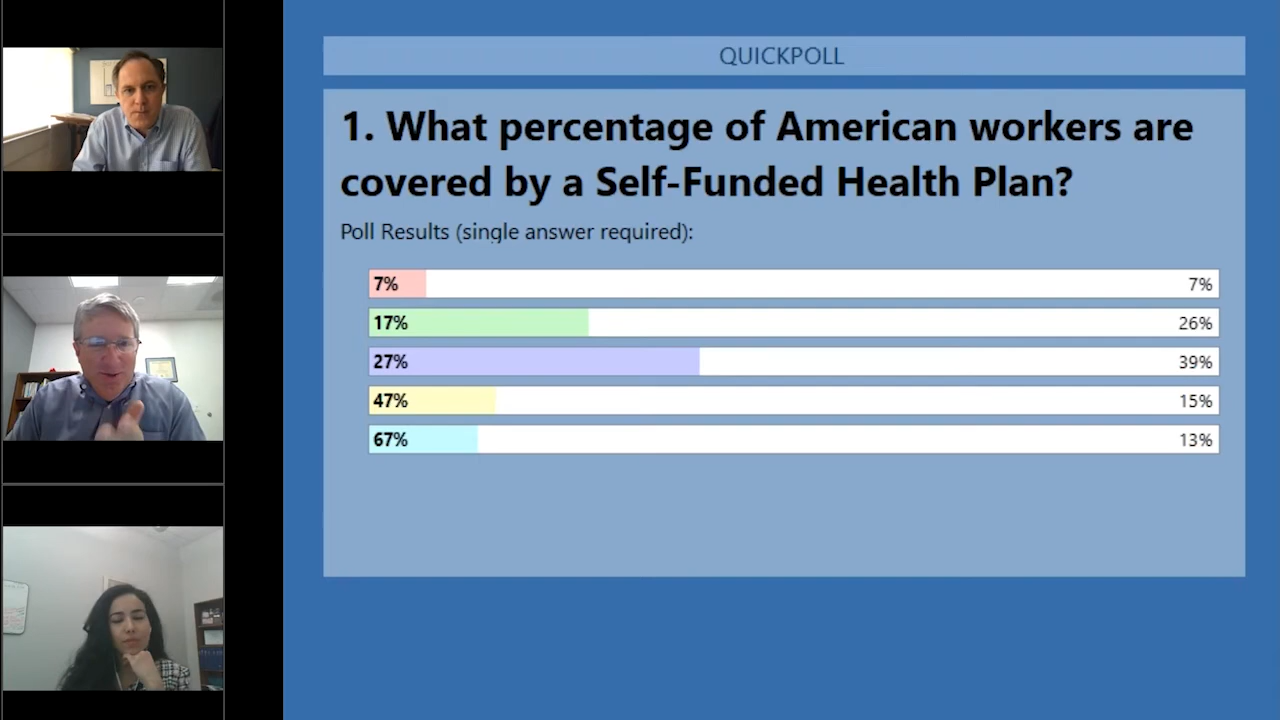 QUICKPOLL
1. What percentage of American workers are
covered by a Self-Funded Health Plan?
Poll Results (single answer required):
7% 7%
17% 26%
27% 39%
47% 15%
67% 13%